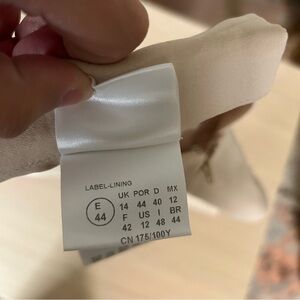 LABEL-LINING
E
44
UK POR D MX
14 44 40 12
F US I BR
42 12 48 44
CN 175/100Y